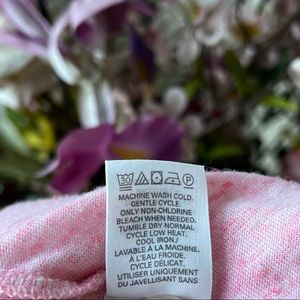 MACHINE WASH COLD.
GENTLE CYCLE.
ONLY NON-CHLORINE
BLEACH WHEN NEEDED.
TUMBLE DRY NORMAL
CYCLE LOW HEAT.
COOL IRON./
LAVABLE À LA MACHINE.
À L'EAU FROIDE.
CYCLE DÉLICAT.
UTILISER UNIQUEMENT
DU JAVELLISANT SANS